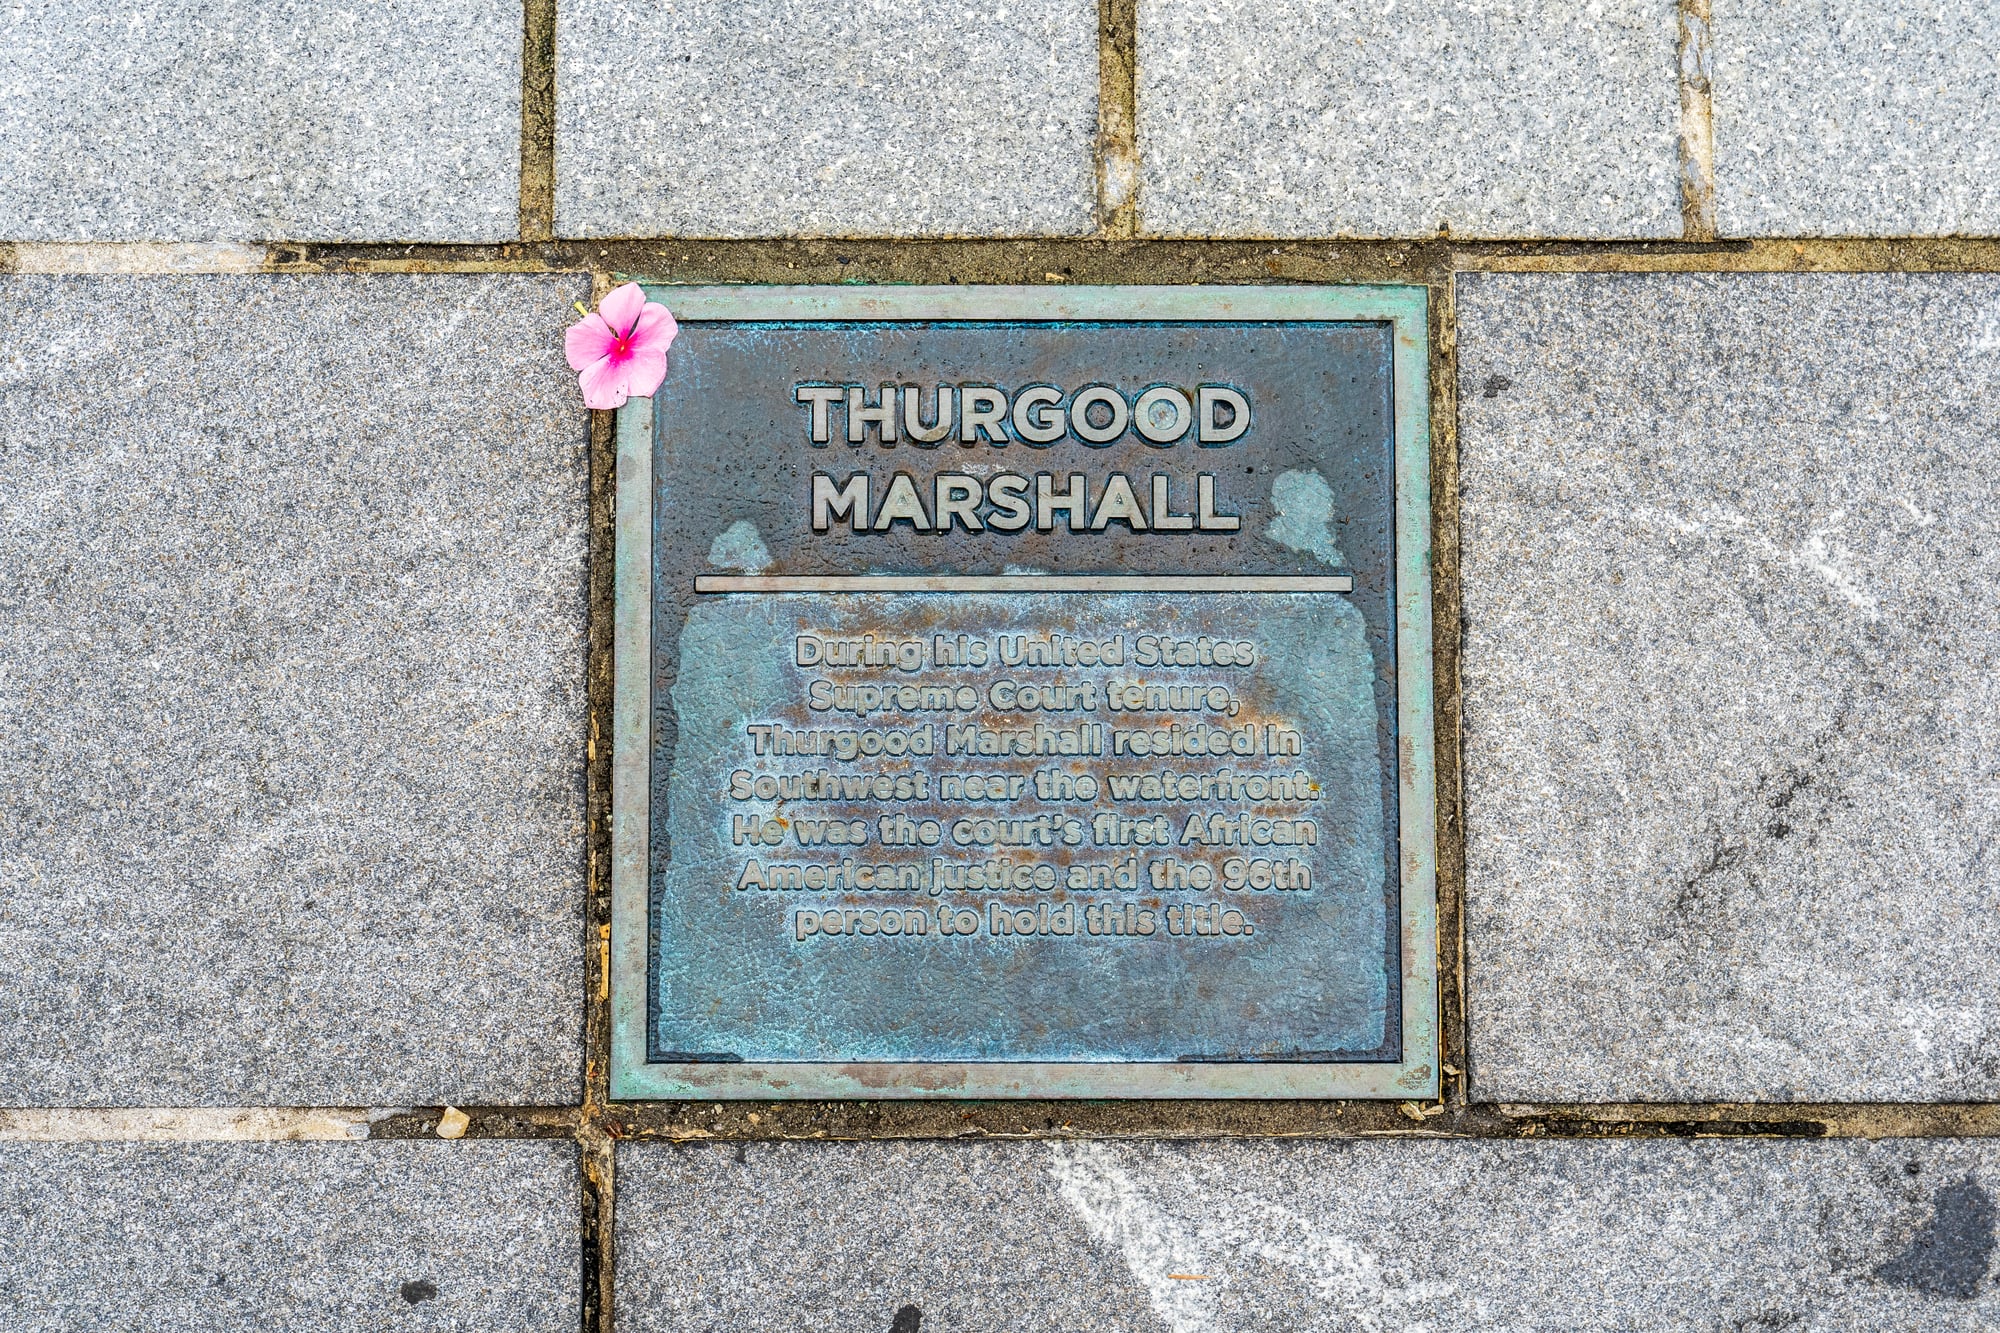 THURGOOD
MARSHALL
During his United States
Supreme Court tenure,
Thurgood Marshall resided in
Southwest near the waterfront.
He was the court's first African
American justice and the 96th
person to hold this title.